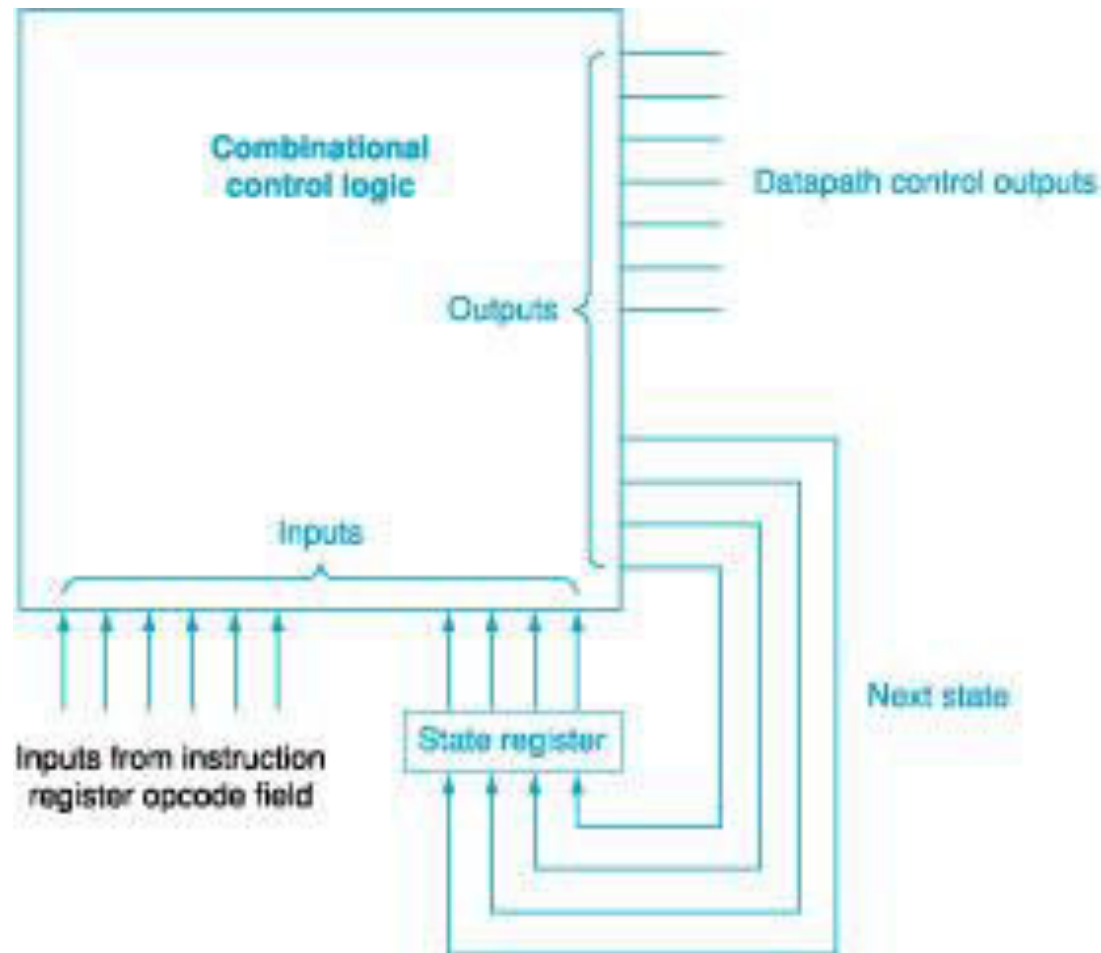 Combinational
control logic
Datapath control outputs
Outputs
Inputs
Next state
State register
Inputs from instruction
register opcode field